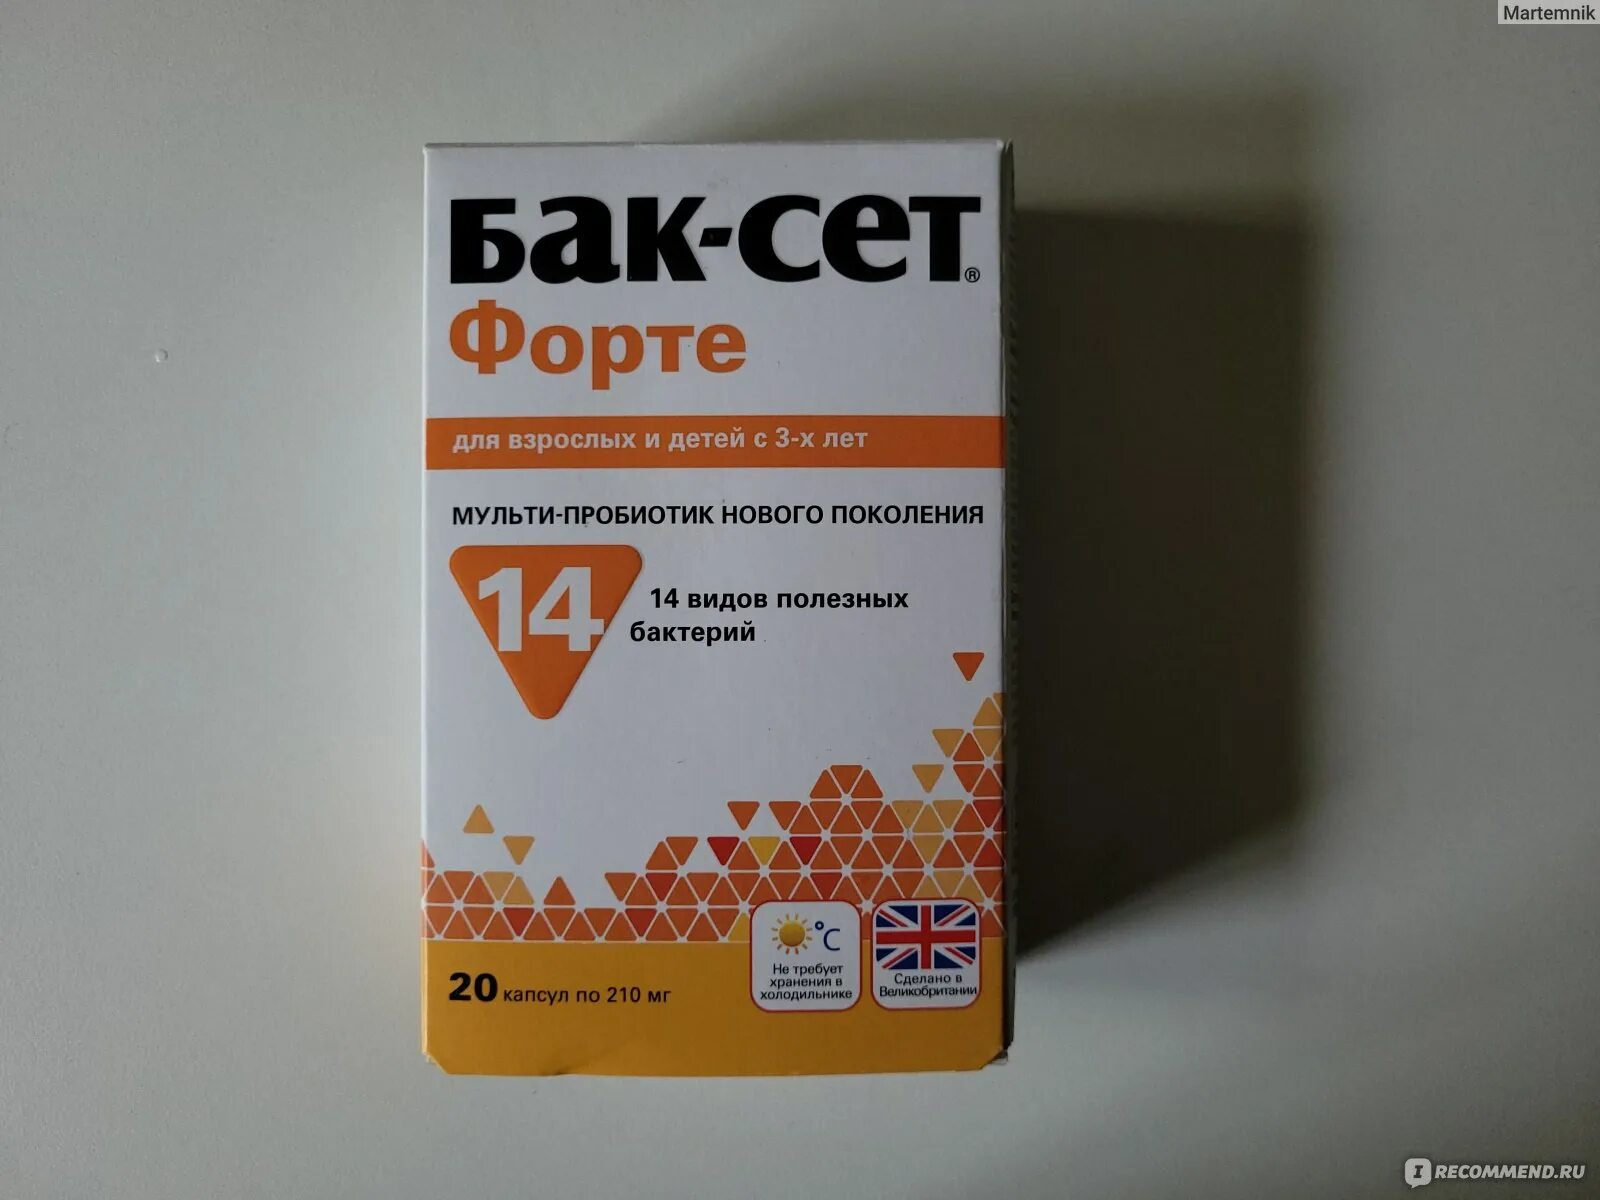 Martemnik
Бак-сет®
Форте
для взрослых и детей с 3-х лет
МУЛЬТИ-ПРОБИОТИК НОВОГО ПОКОЛЕНИЯ
14
14 видов полезных
бактерий
°C
Не требует
хранения в
холодильнике
Сделано в
Великобритании
20 капсул по 210 мг
IRECOMMEND.RU